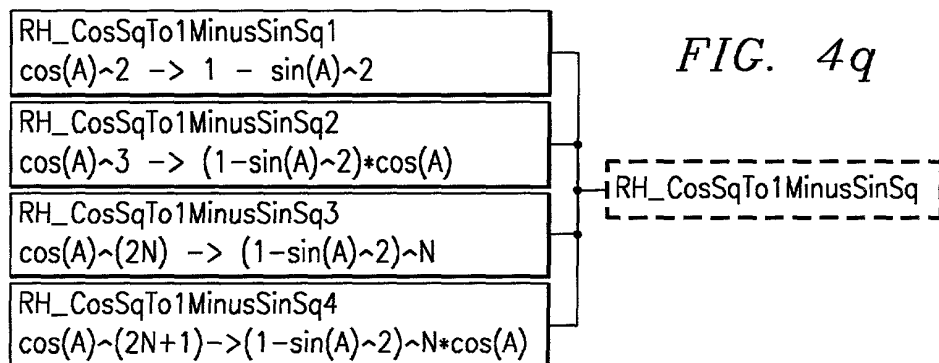 RH_CosSqTo1MinusSinSq1
cos(A)^2 -> 1 - sin(A)^2
FIG. 4q
RH_CosSqTo1MinusSinSq2
cos(A)^3 -> (1-sin(A)^2)*cos(A)
RH_CosSqTo1MinusSinSq
RH_CosSqTo1MinusSinSq3
cos(A)^(2N) -> (1-sin(A)^2)^N
RH_CosSqTo1MinusSinSq4
cos(A)^(2N+1)->(1-sin(A)^2)^N*cos(A)